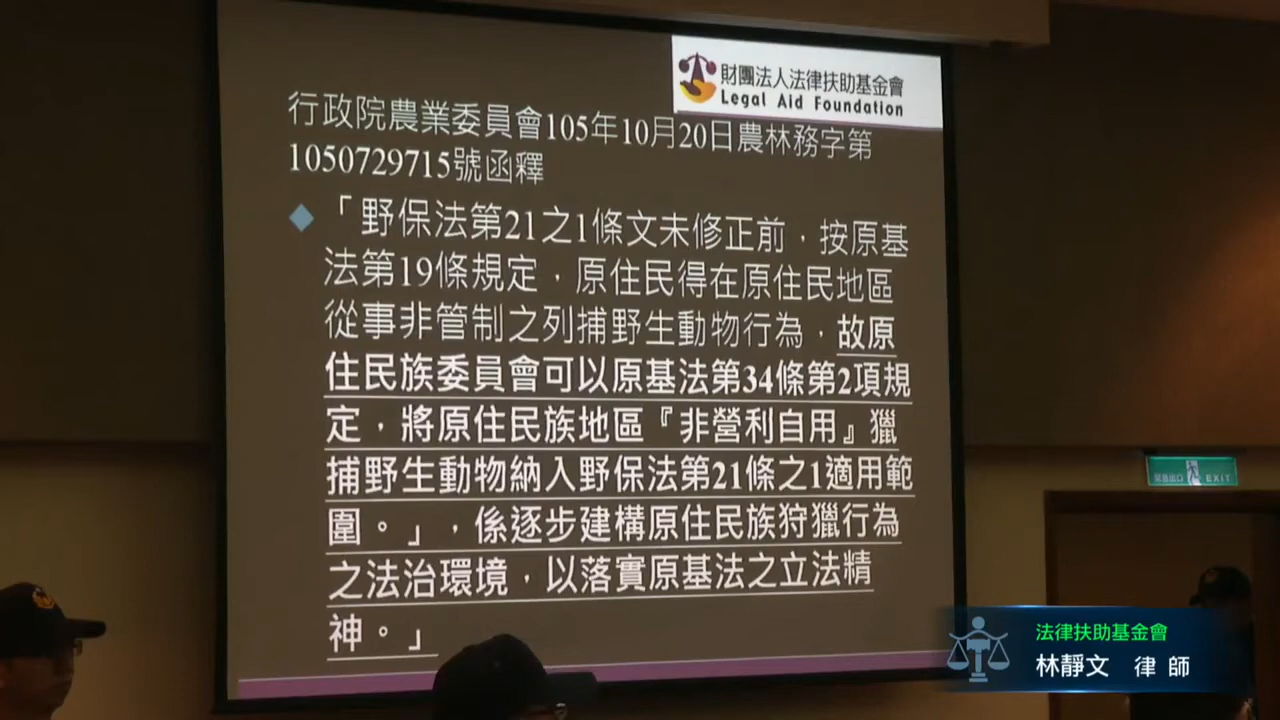 財團法人法律扶助基金會
Legal Aid Foundation
行政院農業委員會105年10月20日農林務字第
1050729715號函釋
「野保法第21之1條文未修正前，按原基
法第19條規定，原住民得在原住民地區
從事非管制之列捕野生動物行為，故原
住民族委員會可以原基法第34條第2項規
定，將原住民族地區『非營利自用』獵
捕野生動物納入野保法第21條之1適用範
圍。」，係逐步建構原住民族狩獵行為
之法治環境，以落實原基法之立法精
神。」
緊急出口 EXIT
法律扶助基金會
林靜文 律師